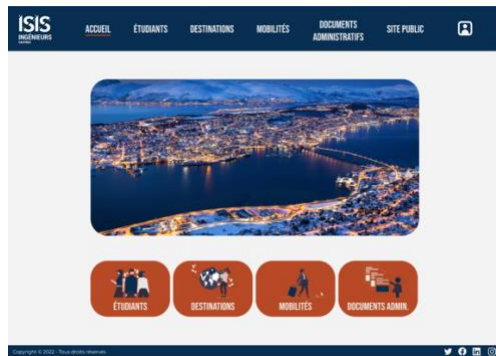 ISIS
INGÉNIEURS
ACCUEIL
ÉTUDIANTS
DESTINATIONS
MOBILITÉS
DOCUMENTS
ADMINISTRATIFS
SITE PUBLIC
ÉTUDIANTS
DESTINATIONS
MOBILITÉS
DOCUMENTS ADMIN.
Copyright © 2022 - Tous droits réservés